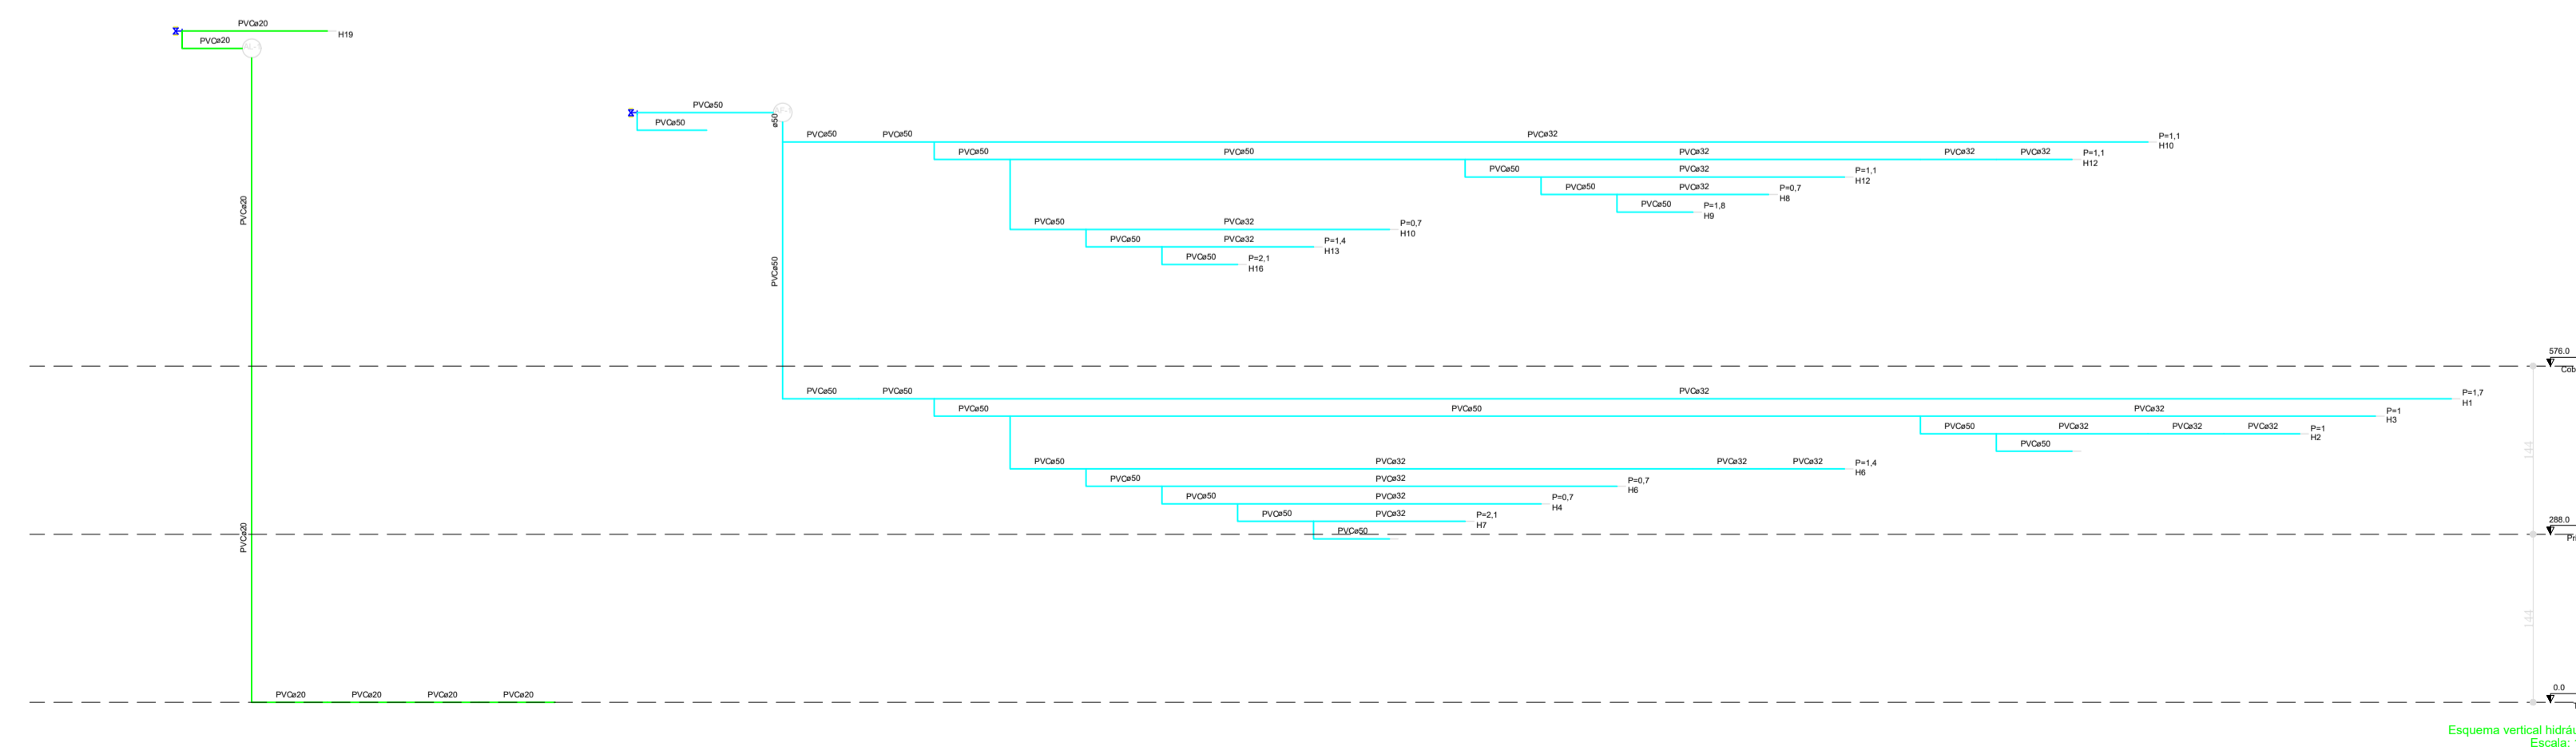 PVCø20
H19
PVCø20
PVCø50
PVCø50
ø50
PVCø50 PVCø50 PVCø32
P=1,1
H10
PVCø50 PVCø50 PVCø32 PVCø32 PVCø32
P=1,1
H12
PVCø50 PVCø32
P=1,1
H12
PVCø50 PVCø32
P=0,7
H8
PVCø50
P=1,8
H9
PVCø20
PVCø50 PVCø32
P=0,7
H10
PVCø50 PVCø32
P=1,4
H13
PVCø50
P=2,1
H16
PVCø50
576.0
Cob
PVCø50 PVCø50 PVCø32
P=1,7
H1
PVCø50 PVCø50 PVCø32
P=1
H3
PVCø50 PVCø32 PVCø32 PVCø32
P=1
H2
PVCø50
144
PVCø50 PVCø32 PVCø32 PVCø32
P=1,4
H6
PVCø50 PVCø32
P=0,7
H6
PVCø50 PVCø32
P=0,7
H4
PVCø50 PVCø32
P=2,1
H7
PVCø50
288.0
PVCø20
144
PVCø20 PVCø20 PVCø20 PVCø20
0.0
Esquema vertical hidráu
Escala: